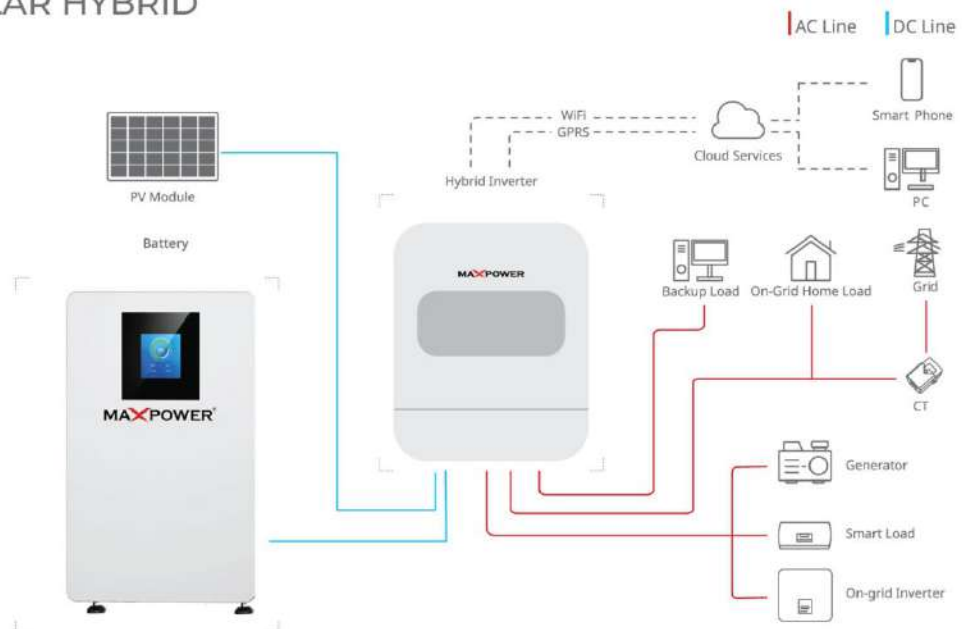 AR HYBRID
AC Line
DC Line
WiFi
GPRS
Cloud Services
Smart Phone
PC
PV Module
Hybrid Inverter
Battery
MAXPOWER
Backup Load
On-Grid Home Load
Grid
MAXPOWER®
CT
Generator
Smart Load
On-grid Inverter